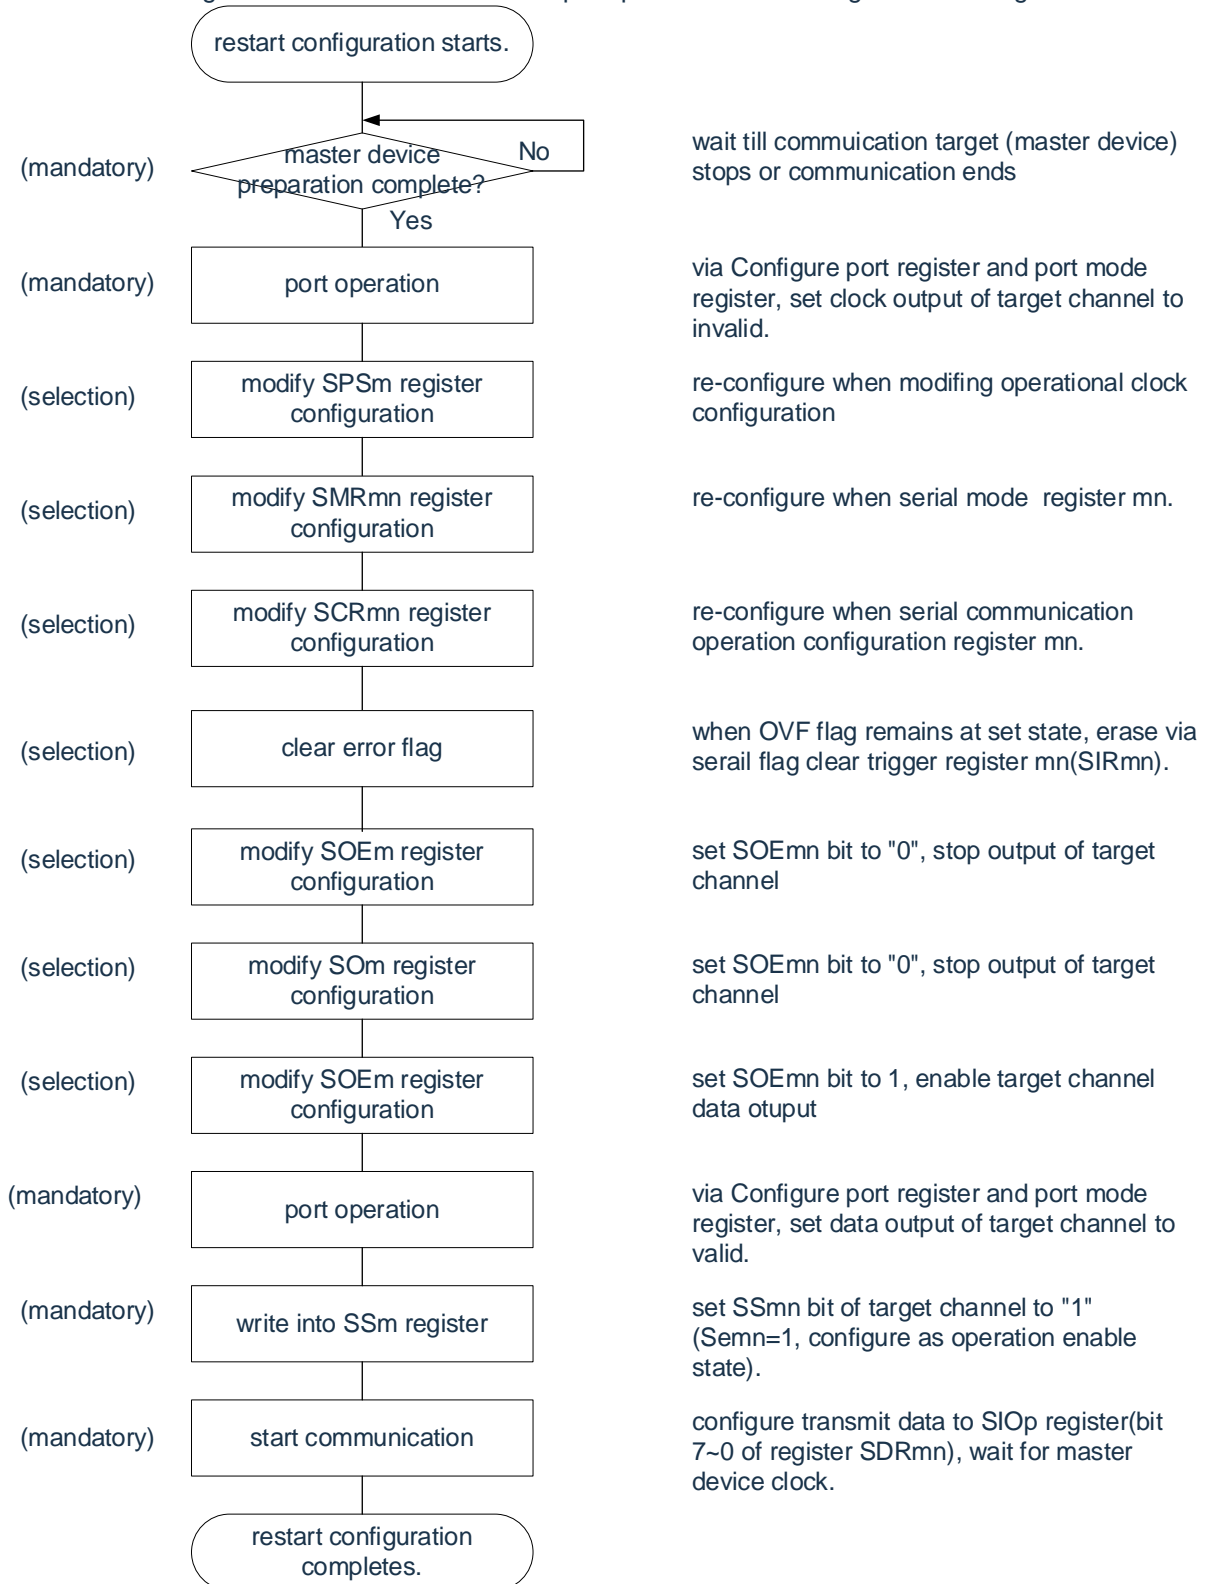 restart configuration starts.
(mandatory)
master device
preparation complete?
No
Yes
wait till commuication target (master device)
stops or communication ends
(mandatory)
port operation
via Configure port register and port mode
register, set clock output of target channel to
invalid.
(selection)
modify SPSm register
configuration
re-configure when modifing operational clock
configuration
(selection)
modify SMRmn register
configuration
re-configure when serial mode  register mn.
(selection)
modify SCRmn register
configuration
re-configure when serial communication
operation configuration register mn.
(selection)
clear error flag
when OVF flag remains at set state, erase via
serail flag clear trigger register mn(SIRmn).
(selection)
modify SOEm register
configuration
set SOEmn bit to "0", stop output of target
channel
(selection)
modify SOm register
configuration
set SOEmn bit to "0", stop output of target
channel
(selection)
modify SOEm register
configuration
set SOEmn bit to 1, enable target channel
data otuput
(mandatory)
port operation
via Configure port register and port mode
register, set data output of target channel to
valid.
(mandatory)
write into SSm register
set SSmn bit of target channel to "1"
(Semn=1, configure as operation enable
state).
(mandatory)
start communication
configure transmit data to SIOp register(bit
7~0 of register SDRmn), wait for master
device clock.
restart configuration
completes.